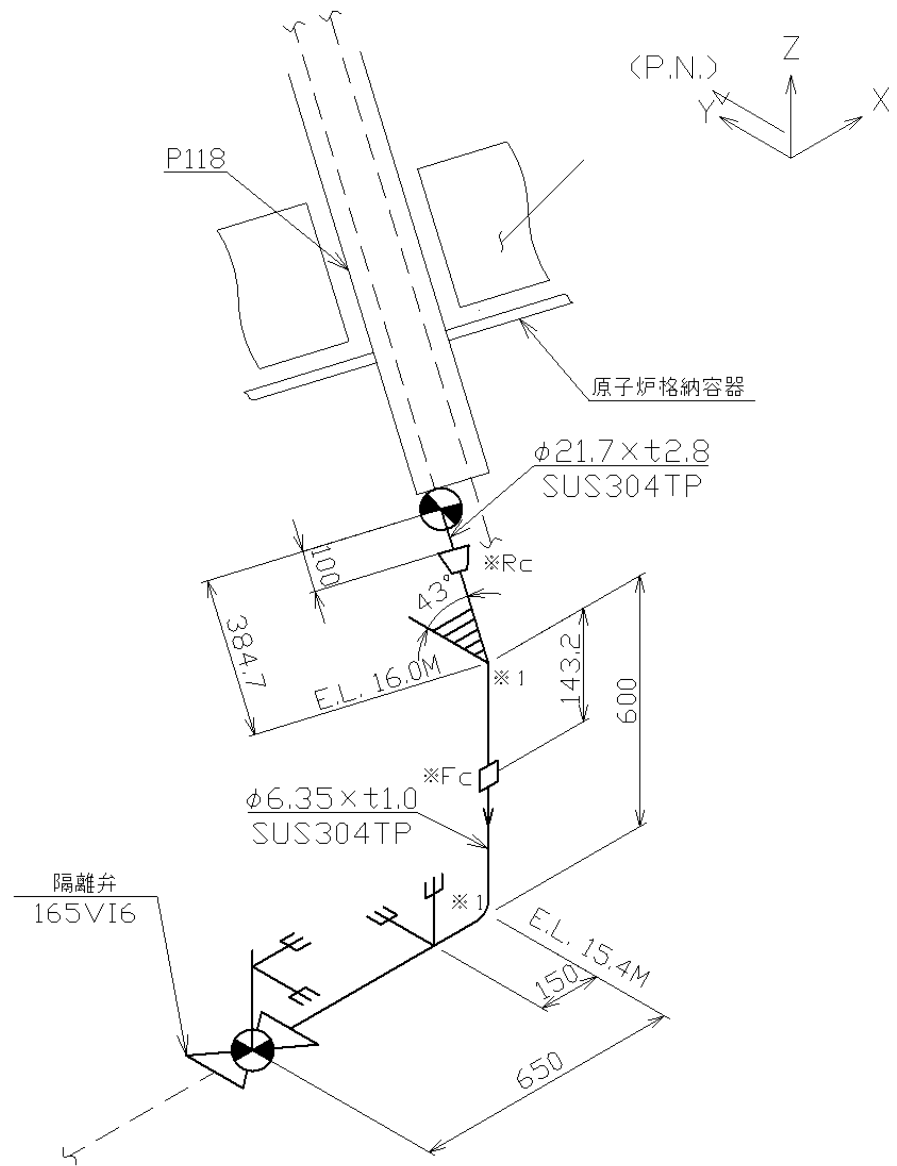 Z
(P.N.)
Y
X
P118
原子炉格納容器
φ21.7×t2.8
SUS304TP
100
※Rc
43°
384.7
E.L. 16.0M
※1
143.2
600
※Fc
φ6.35×t1.0
SUS304TP
隔離弁
165VI6
※1
E.L. 15.4M
150
650